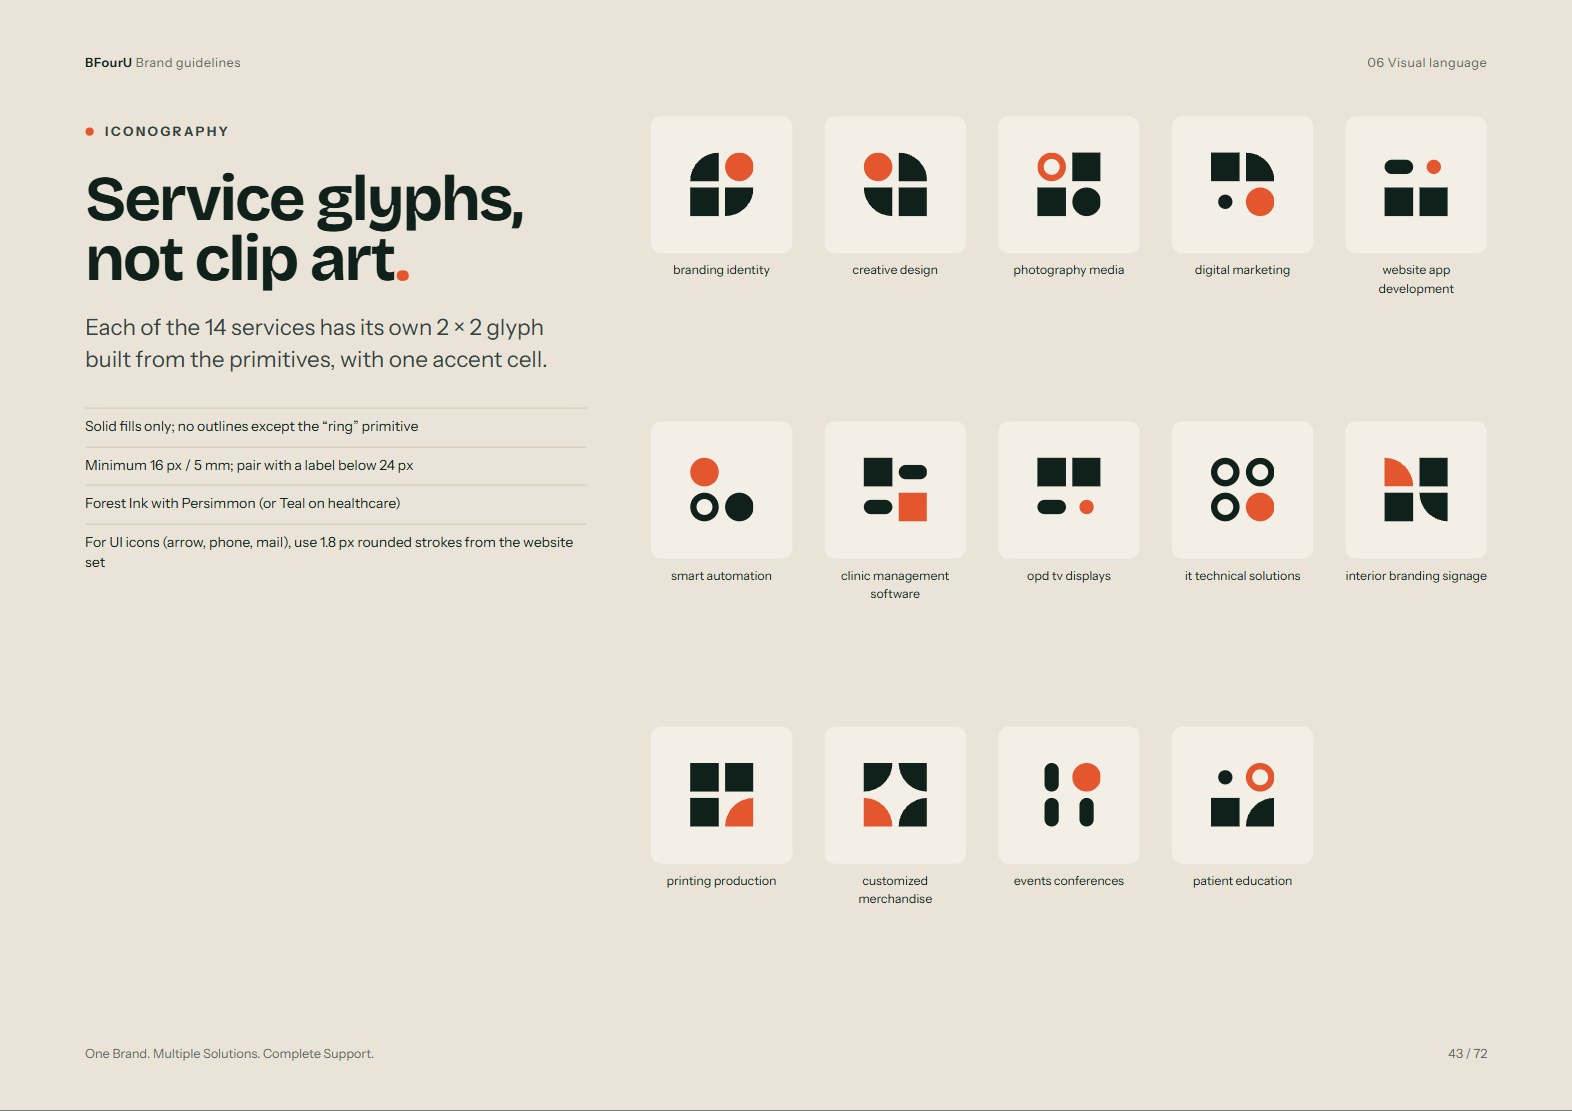 BFourU Brand guidelines
06 Visual language
ICONOGRAPHY
Service glyphs,
not clip art.
Each of the 14 services has its own 2 × 2 glyph
built from the primitives, with one accent cell.
Solid fills only; no outlines except the “ring” primitive
Minimum 16 px / 5 mm; pair with a label below 24 px
Forest Ink with Persimmon (or Teal on healthcare)
For UI icons (arrow, phone, mail), use 1.8 px rounded strokes from the website
set
branding identity
creative design
photography media
digital marketing
website app
development
smart automation
clinic management
software
opd tv displays
it technical solutions
interior branding signage
printing production
customized
merchandise
events conferences
patient education
One Brand. Multiple Solutions. Complete Support.
43 / 72